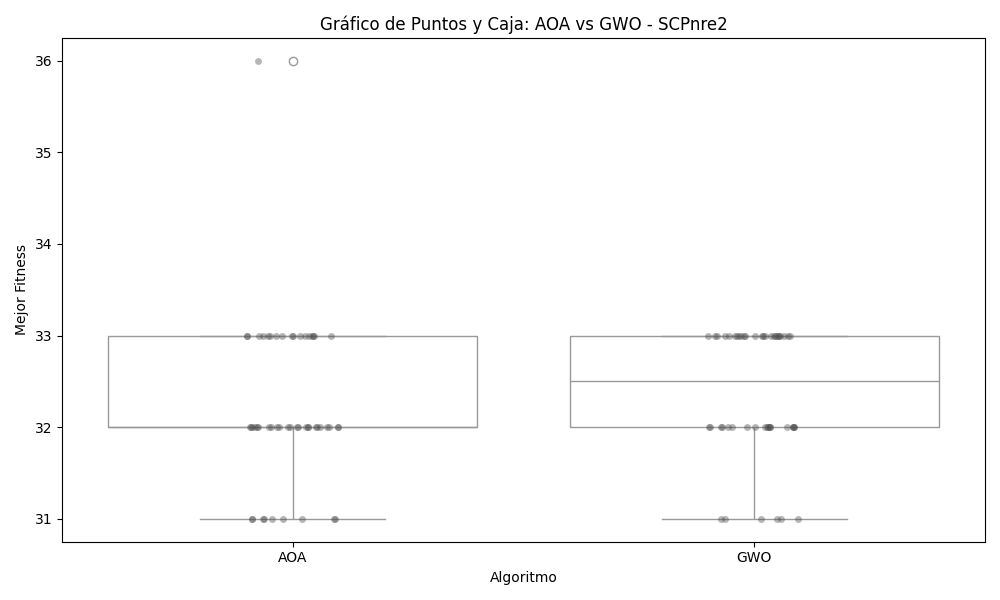 Gráfico de Puntos y Caja: AOA vs GWO - SCPnre2
Mejor Fitness
36
35
34
33
32
31
AOA
GWO
Algoritmo